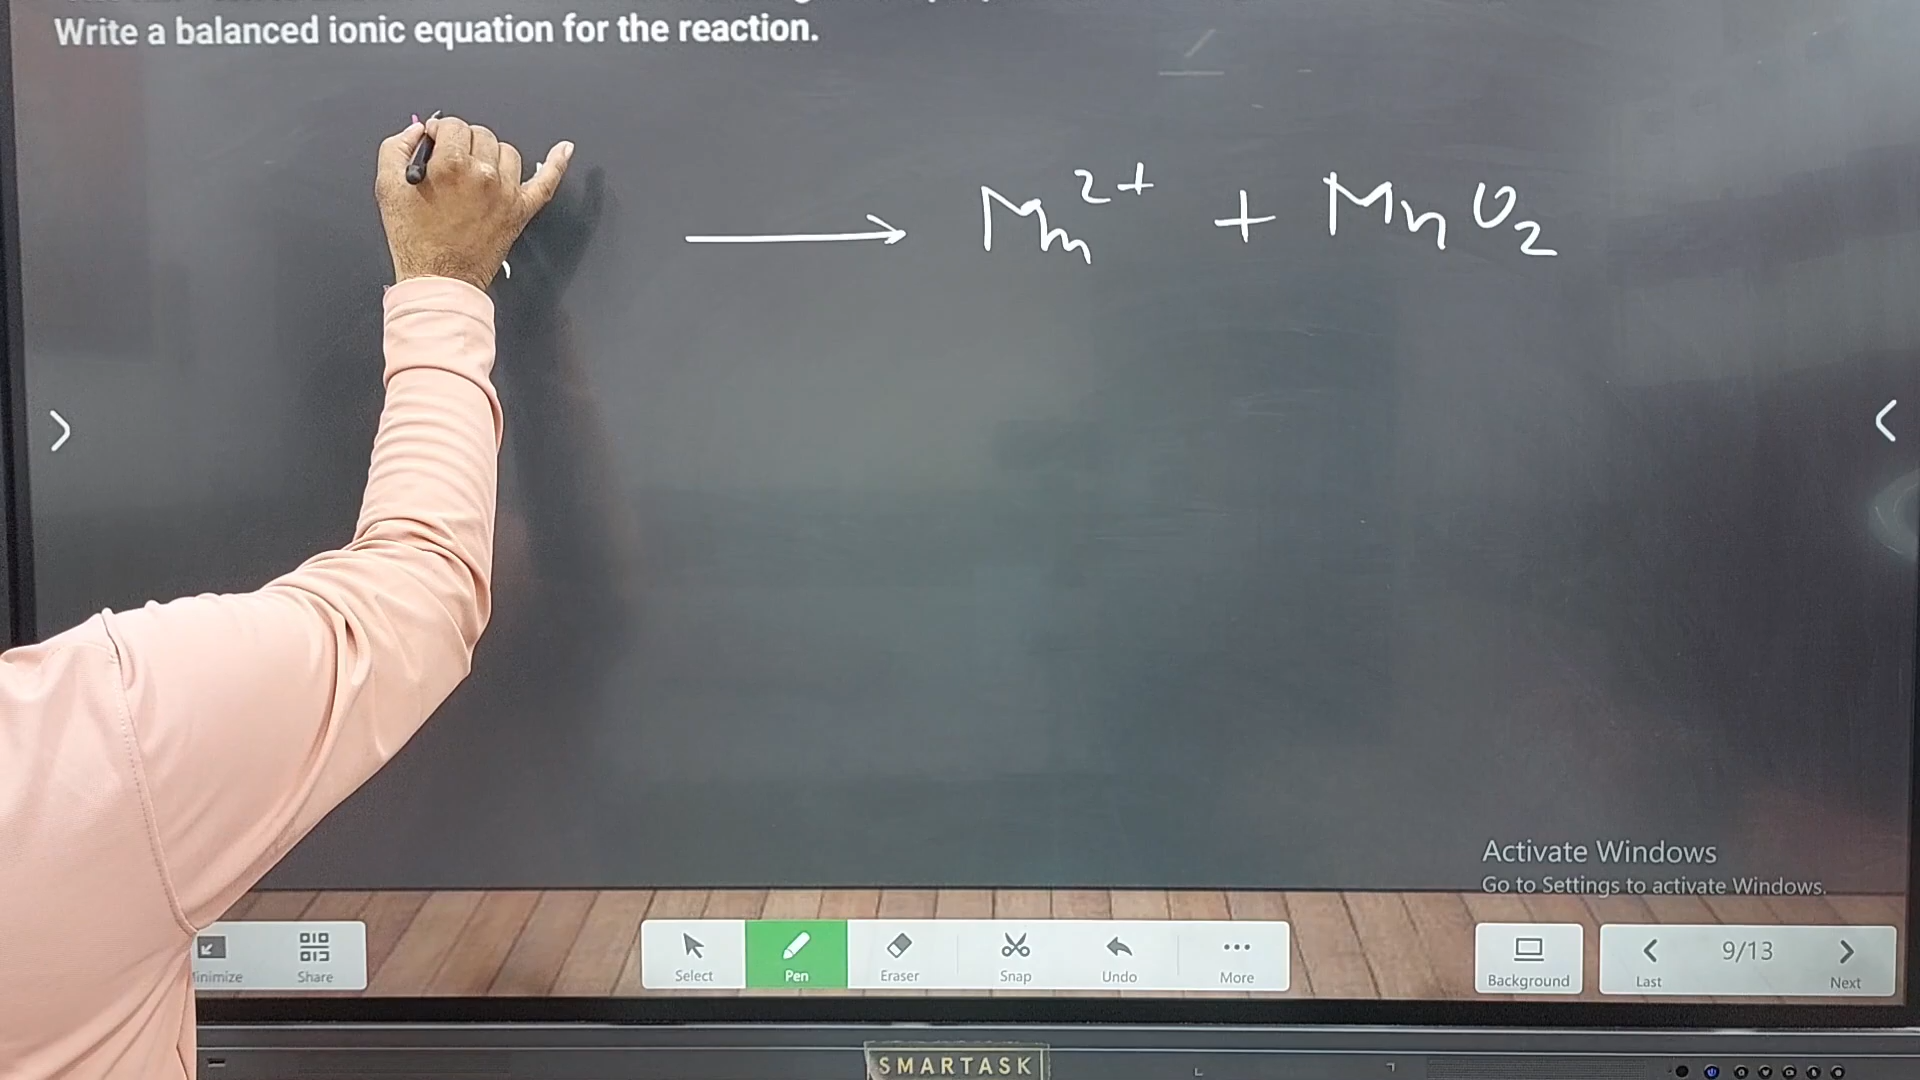 Write a balanced ionic equation for the reaction.
⟶ Mn²⁺ + MnO₂
Activate Windows
Go to Settings to activate Windows.
Share
Select
Pen
Eraser
Snap
Undo
More
Background
Last
9/13
Next
SMARTASK